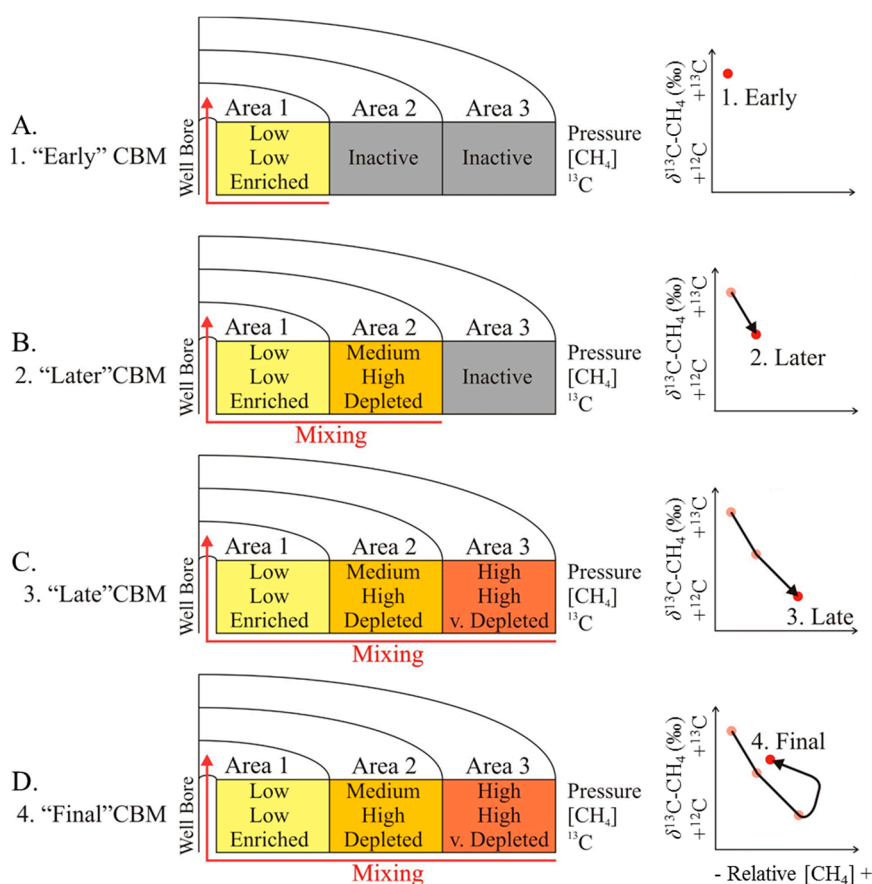 A.
1. “Early” CBM
Well Bore
Area 1 Area 2 Area 3
Low
Low
Enriched
Inactive
Inactive
Pressure
[CH₄]
¹³C
δ¹³C-CH₄ (‰)
+¹²C +¹³C
1. Early
B.
2. “Later”CBM
Well Bore
Area 1 Area 2 Area 3
Low
Low
Enriched
Medium
High
Depleted
Inactive
Pressure
[CH₄]
¹³C
Mixing
δ¹³C-CH₄ (‰)
+¹²C +¹³C
2. Later
C.
3. “Late”CBM
Well Bore
Area 1 Area 2 Area 3
Low
Low
Enriched
Medium
High
Depleted
High
High
v. Depleted
Pressure
[CH₄]
¹³C
Mixing
δ¹³C-CH₄ (‰)
+¹²C +¹³C
3. Late
D.
4. “Final”CBM
Well Bore
Area 1 Area 2 Area 3
Low
Low
Enriched
Medium
High
Depleted
High
High
v. Depleted
Pressure
[CH₄]
¹³C
Mixing
δ¹³C-CH₄ (‰)
+¹²C +¹³C
4. Final
- Relative [CH₄] +